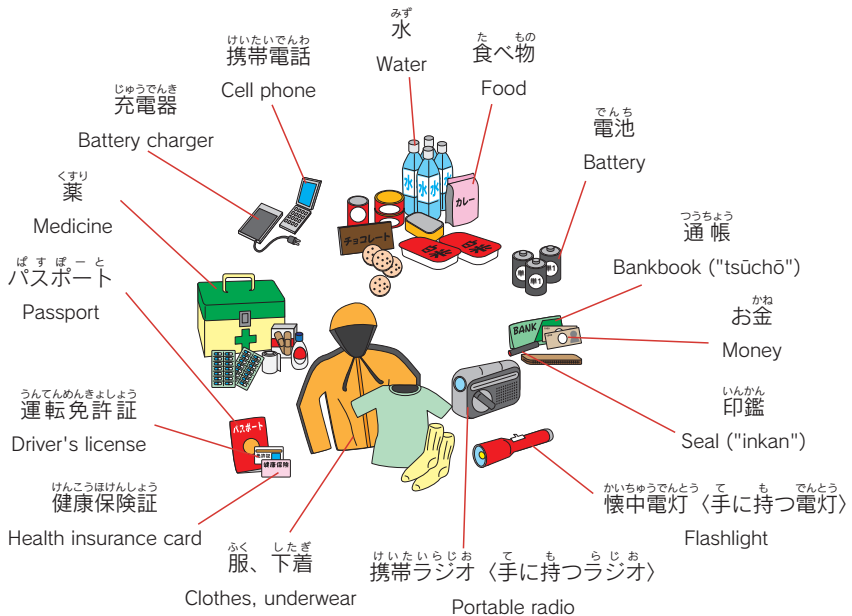 みず
水
Water
けいたいでんわ
携帯電話
Cell phone
た もの
食べ物
Food
じゅうでんき
充電器
Battery charger
でんち
電池
Battery
くすり
薬
Medicine
つうちょう
通帳
Bankbook ("tsūchō")
ぱすぽーと
パスポート
Passport
かね
お金
Money
うんてんめんきょしょう
運転免許証
Driver's license
いんかん
印鑑
Seal ("inkan")
けんこうほけんしょう
健康保険証
Health insurance card
かいちゅうでんとう て も でんとう
懐中電灯〈手に持つ電灯〉
Flashlight
ふく したぎ
服、下着
Clothes, underwear
けいたいらじお て も らじお
携帯ラジオ〈手に持つラジオ〉
Portable radio
水
水
水
カレー
チョコレート
単1
単1
BANK
パスポート
健康保険